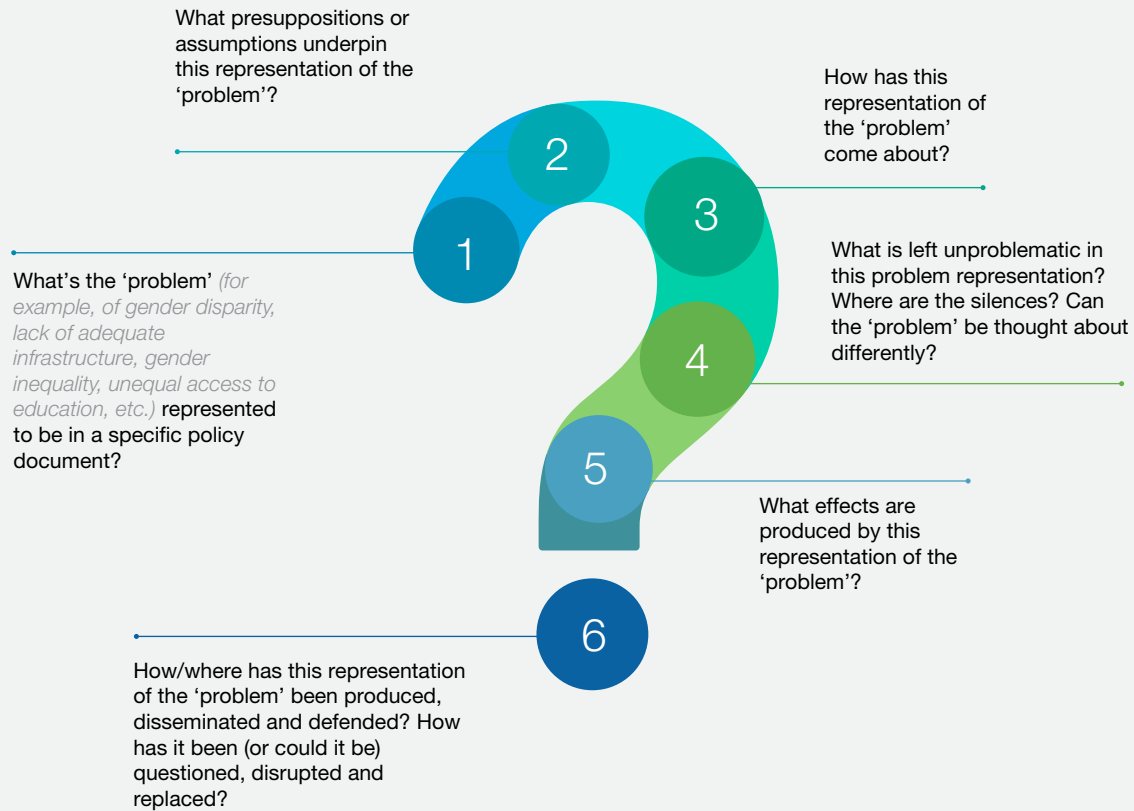 What presuppositions or
assumptions underpin
this representation of the
‘problem’?
2
How has this
representation of
the ‘problem’
come about?
3
1
What’s the ‘problem’ (for
example, of gender disparity,
lack of adequate
infrastructure, gender
inequality, unequal access to
education, etc.) represented
to be in a specific policy
document?
What is left unproblematic in
this problem representation?
Where are the silences? Can
the ‘problem’ be thought about
differently?
4
5
What effects are
produced by this
representation of the
‘problem’?
6
How/where has this representation
of the ‘problem’ been produced,
disseminated and defended? How
has it been (or could it be)
questioned, disrupted and
replaced?